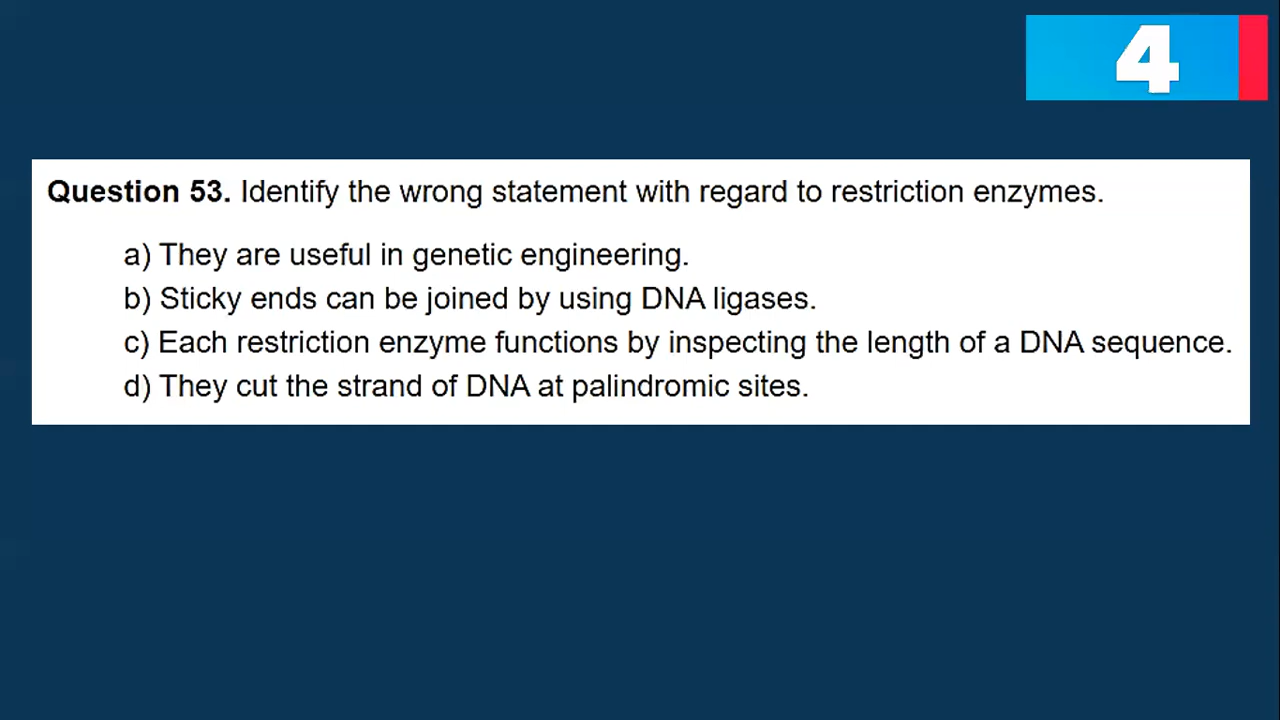 4
Question 53. Identify the wrong statement with regard to restriction enzymes.
a) They are useful in genetic engineering.
b) Sticky ends can be joined by using DNA ligases.
c) Each restriction enzyme functions by inspecting the length of a DNA sequence.
d) They cut the strand of DNA at palindromic sites.